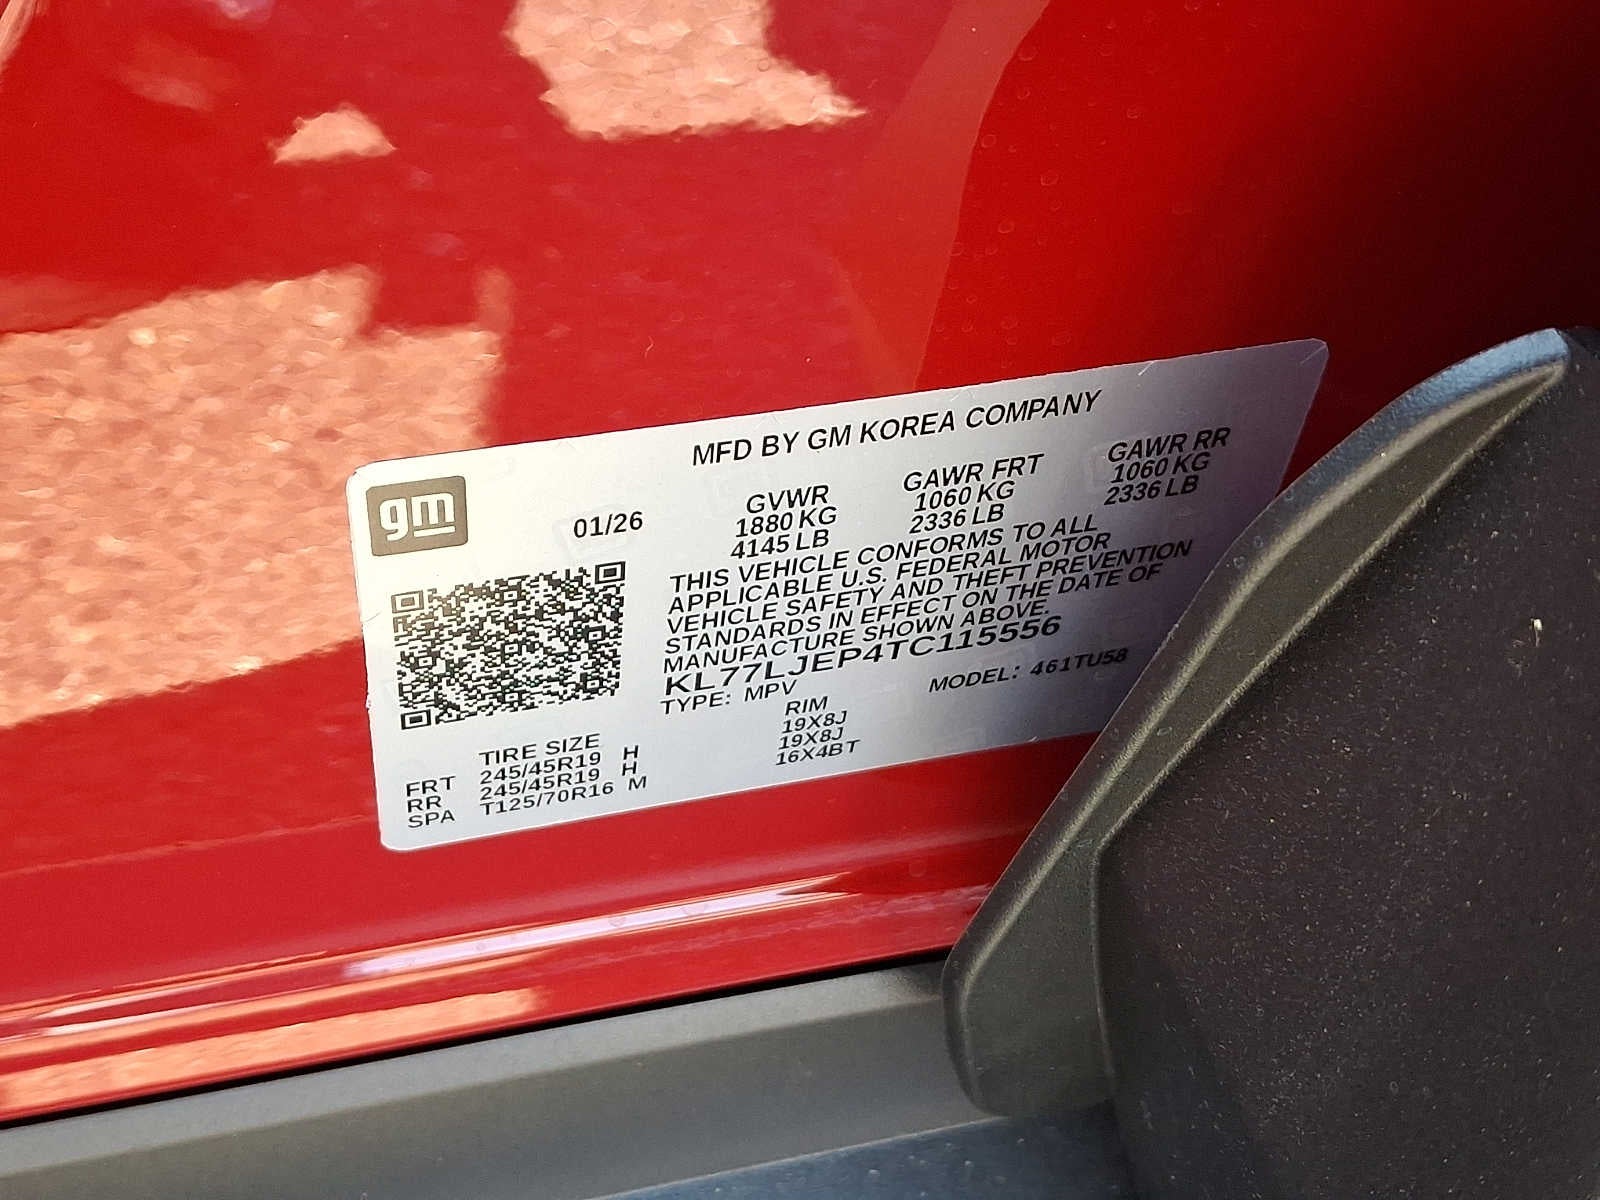 MFD BY GM KOREA COMPANY
gm
01/26
GVWR GAWR FRT GAWR RR
1880 KG 1060 KG 1060 KG
4145 LB 2336 LB 2336 LB
THIS VEHICLE CONFORMS TO ALL
APPLICABLE U.S. FEDERAL MOTOR
VEHICLE SAFETY AND THEFT PREVENTION
STANDARDS IN EFFECT ON THE DATE OF
MANUFACTURE SHOWN ABOVE.
KL77LJEP4TC115556
TYPE: MPV MODEL: 461TU58
TIRE SIZE RIM
FRT 245/45R19 H 19X8J
RR 245/45R19 H 19X8J
SPA T125/70R16 M 16X4BT